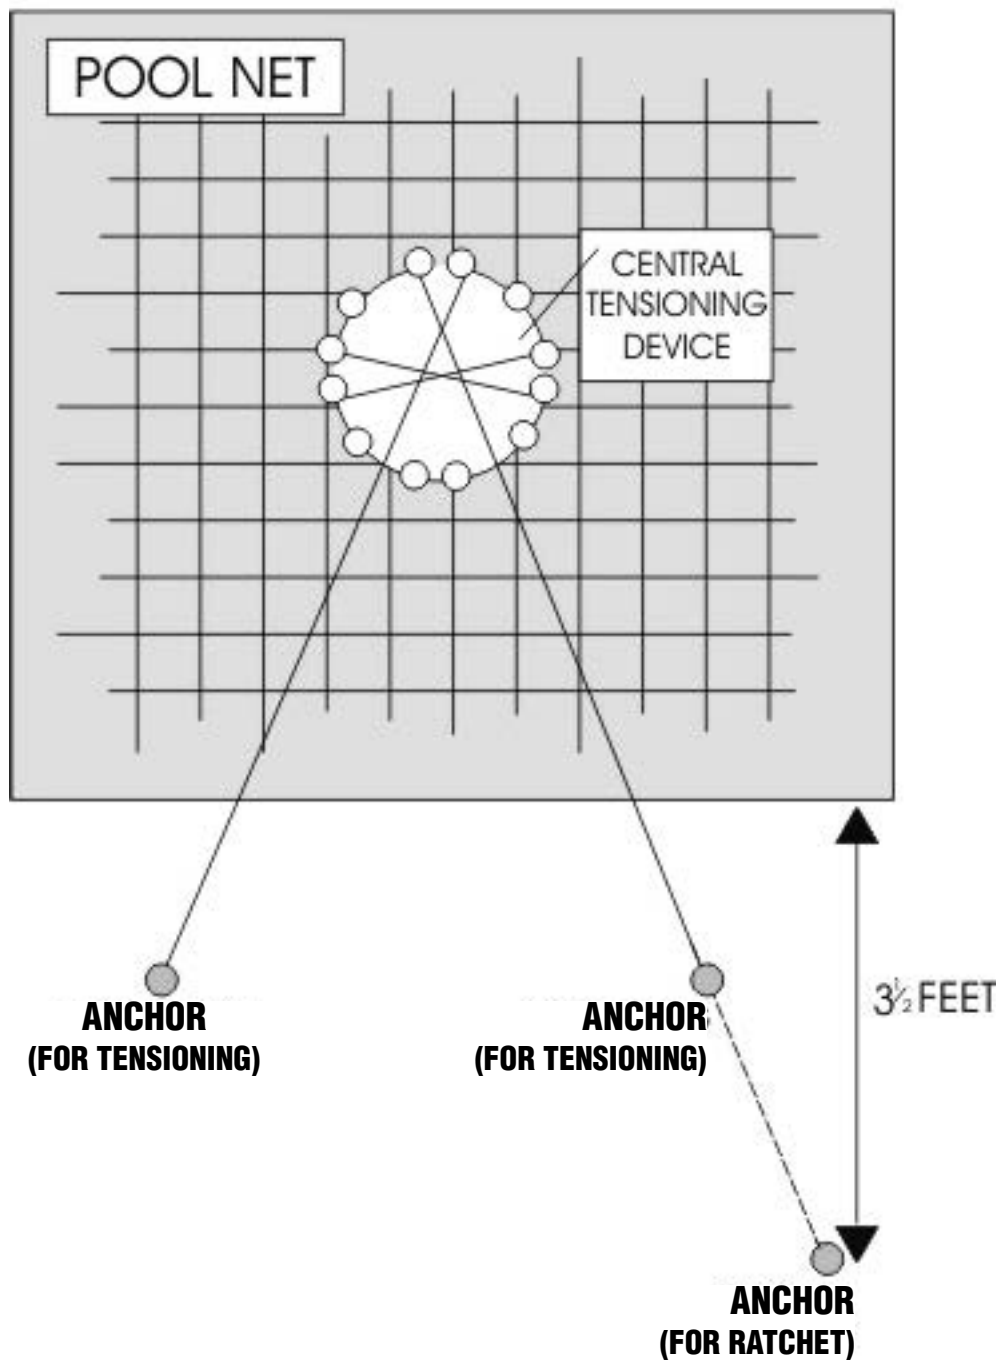 POOL NET
CENTRAL
TENSIONING
DEVICE
ANCHOR
(FOR TENSIONING)
ANCHOR
(FOR TENSIONING)
3½ FEET
ANCHOR
(FOR RATCHET)